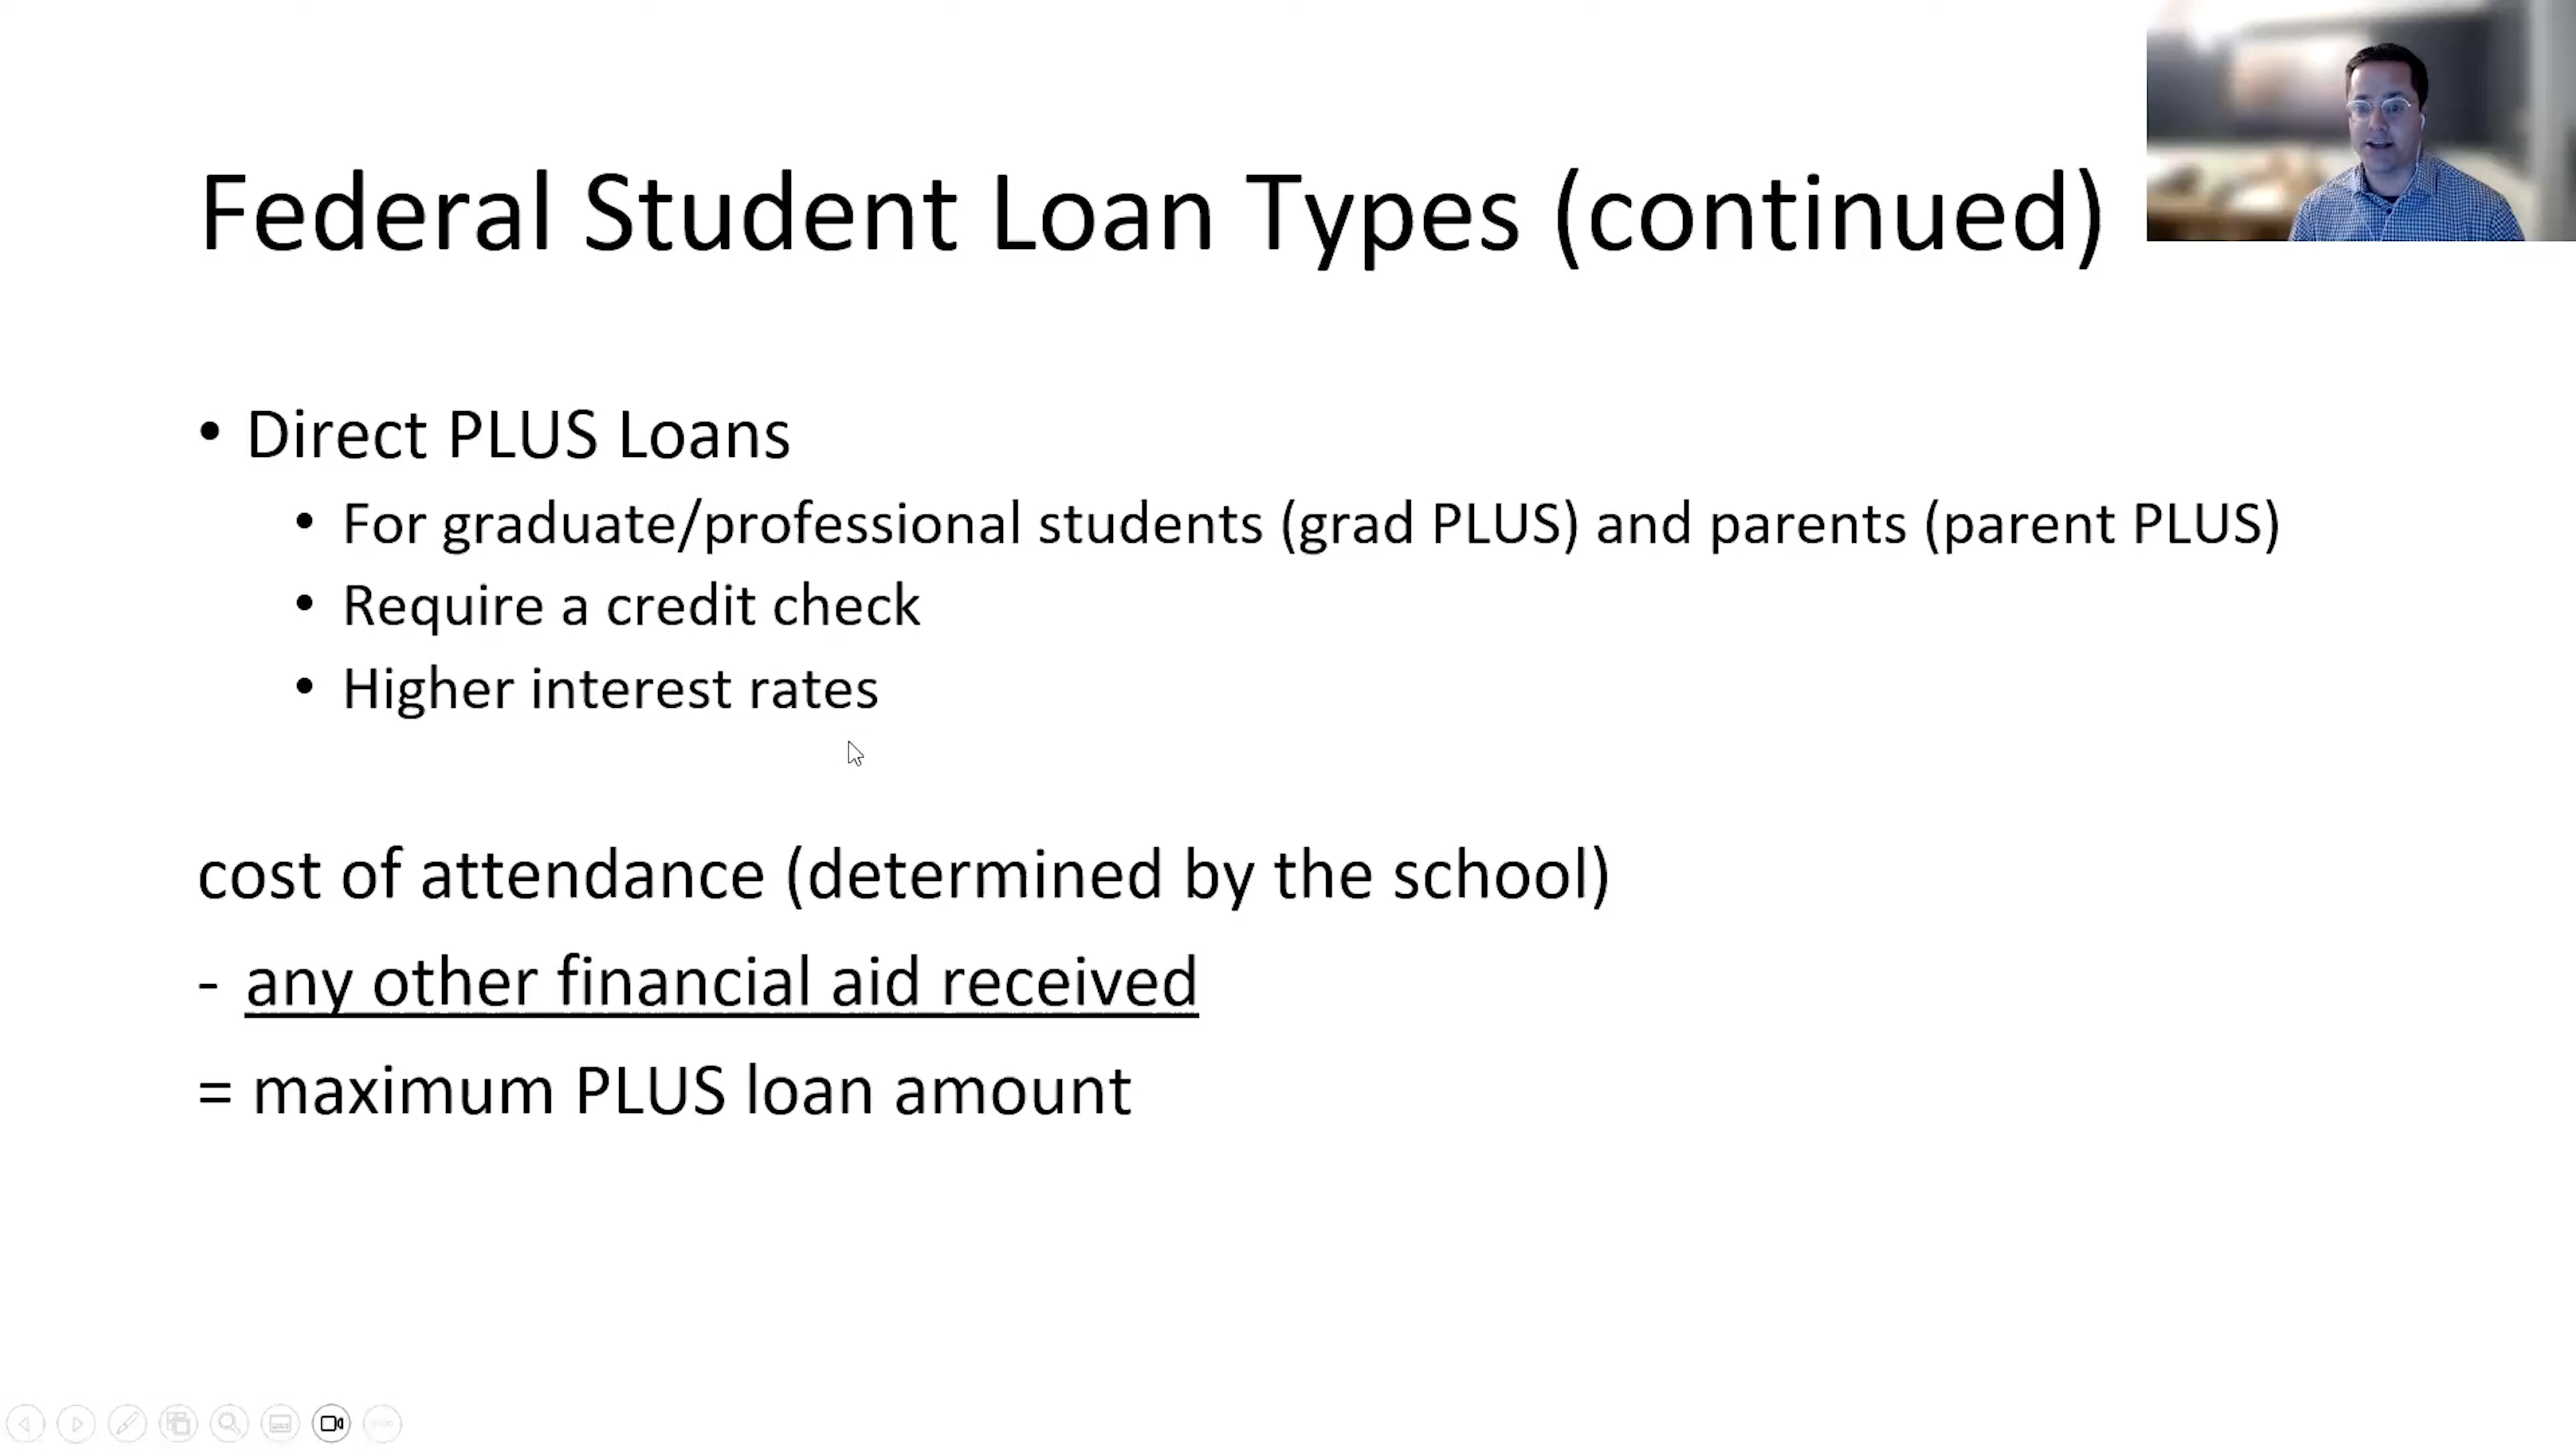 Federal Student Loan Types (continued)
• Direct PLUS Loans
• For graduate/professional students (grad PLUS) and parents (parent PLUS)
• Require a credit check
• Higher interest rates
cost of attendance (determined by the school)
- any other financial aid received
= maximum PLUS loan amount